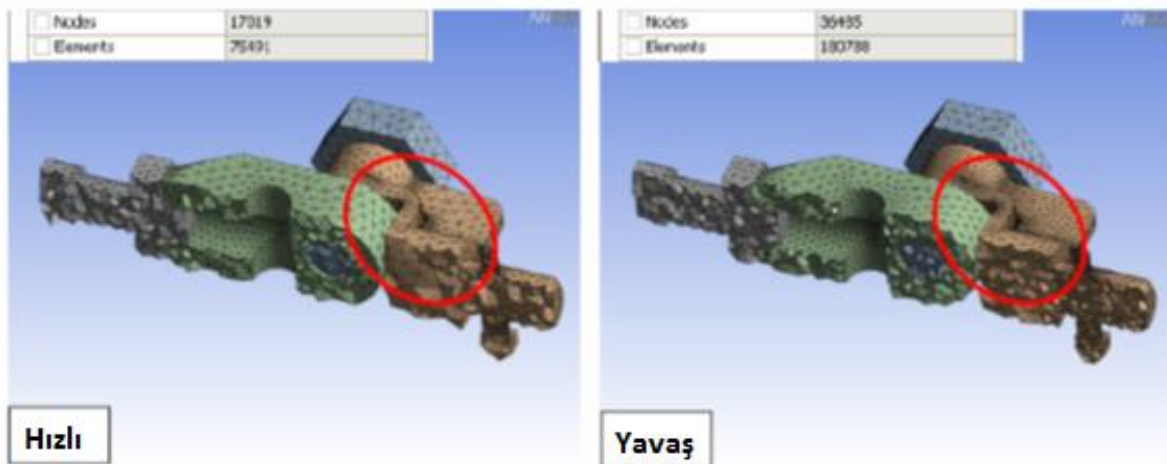 Nodes 17019
Elements 75491
Nodes 36485
Elements 180788
Hızlı
Yavaş